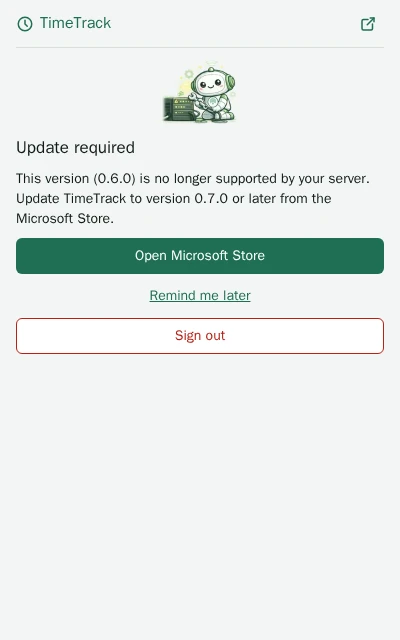 TimeTrack
Update required
This version (0.6.0) is no longer supported by your server.
Update TimeTrack to version 0.7.0 or later from the
Microsoft Store.
Open Microsoft Store
Remind me later
Sign out